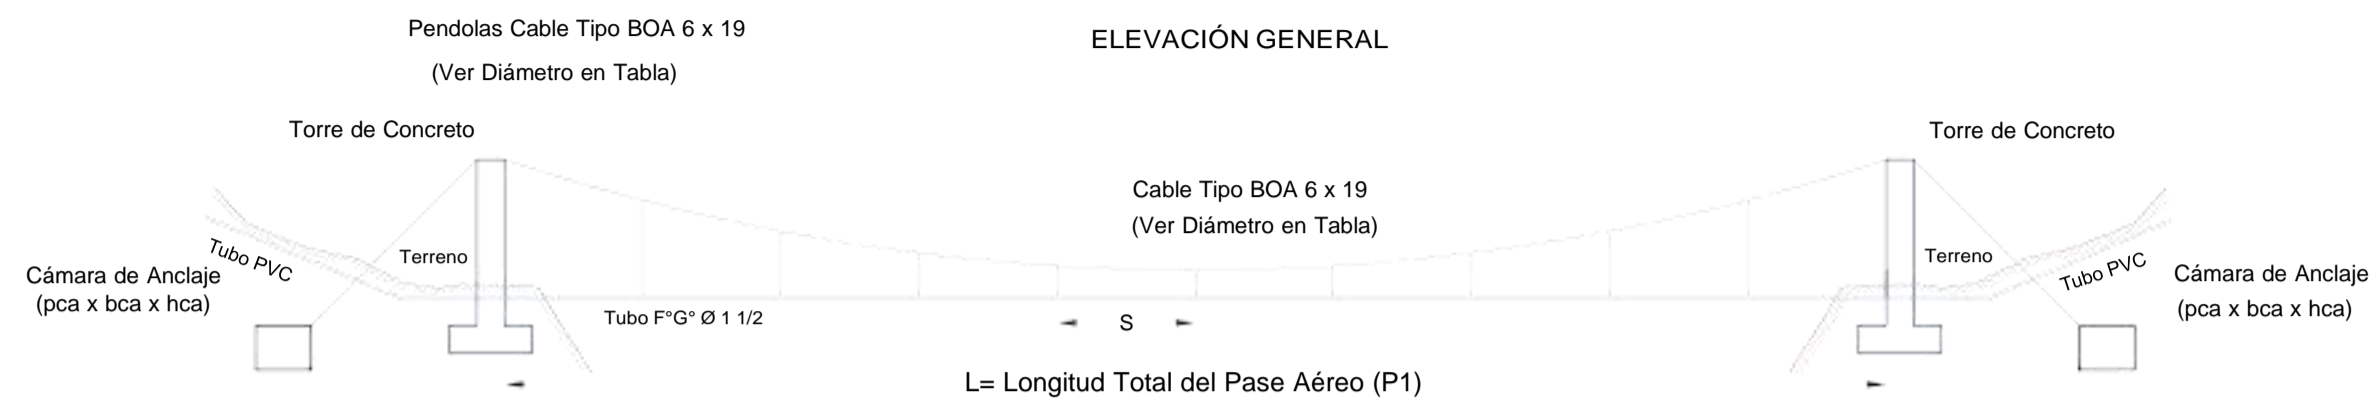 Pendolas Cable Tipo BOA 6 x 19
(Ver Diámetro en Tabla)
ELEVACIÓN GENERAL
Torre de Concreto
Torre de Concreto
Cable Tipo BOA 6 x 19
(Ver Diámetro en Tabla)
Tubo PVC
Terreno
Terreno
Tubo PVC
Cámara de Anclaje
(pca x bca x hca)
Cámara de Anclaje
(pca x bca x hca)
Tubo F°G° Ø 1 1/2
S
L= Longitud Total del Pase Aéreo (P1)